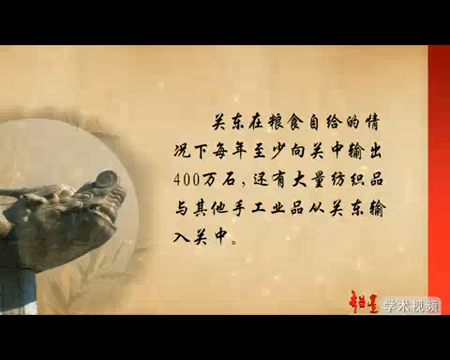 关东在粮食自给的情
况下每年至少向关中输出
400万石,还有大量纺织品
与其他手工业品从关东输
入关中。
学术视频